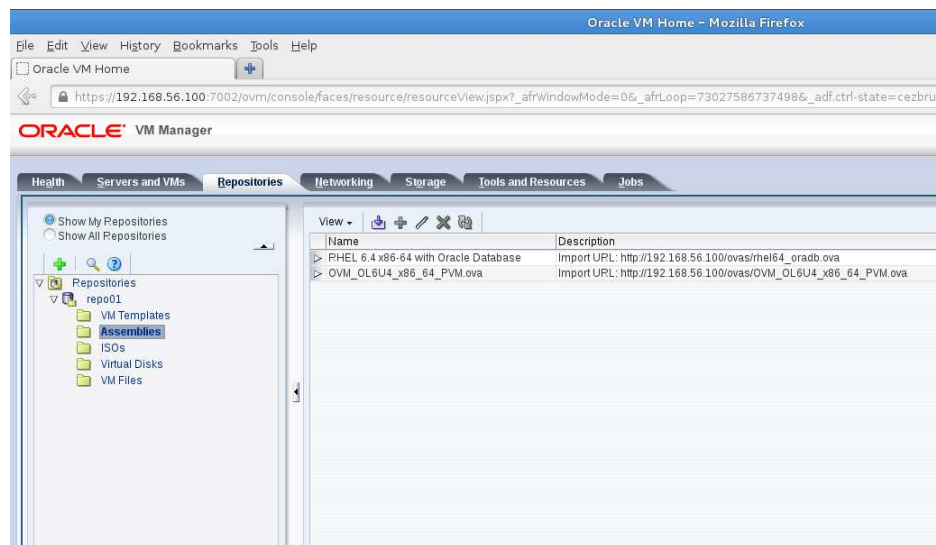 Oracle VM Home - Mozilla Firefox
File Edit View History Bookmarks Tools Help
Oracle VM Home
https://192.168.56.100:7002/ovm/console/faces/resource/resourceView.jspx?_afrWindowMode=0&_afrLoop=73027586737498&_adf.ctrl-state=cezbru
ORACLE VM Manager
Health Servers and VMs Repositories Networking Storage Tools and Resources Jobs
Show My Repositories
Show All Repositories
View
Name Description
RHEL 6.4 x86-64 with Oracle Database Import URL: http://192.168.56.100/ovas/rhel64_oradb.ova
OVM_OL6U4_x86_64_PVM.ova Import URL: http://192.168.56.100/ovas/OVM_OL6U4_x86_64_PVM.ova
Repositories
repo01
VM Templates
Assemblies
ISOs
Virtual Disks
VM Files